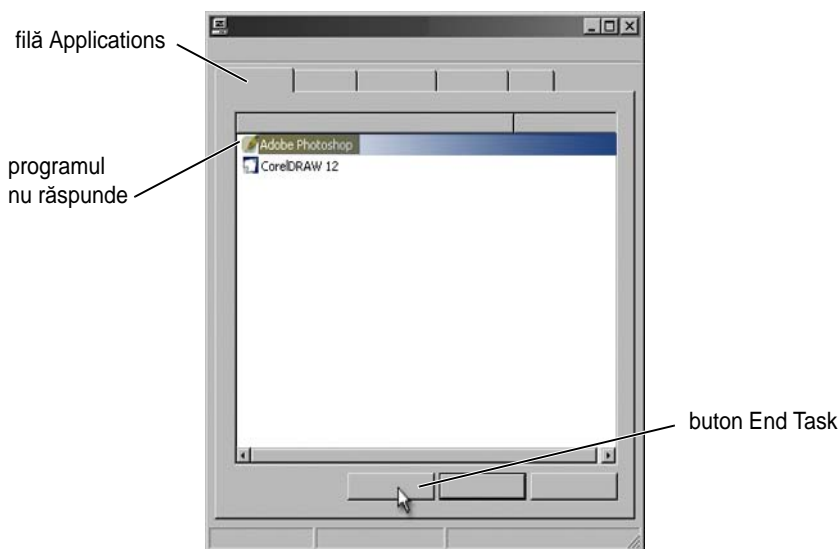 filă Applications
Adobe Photoshop
CorelDRAW 12
programul
nu răspunde
buton End Task